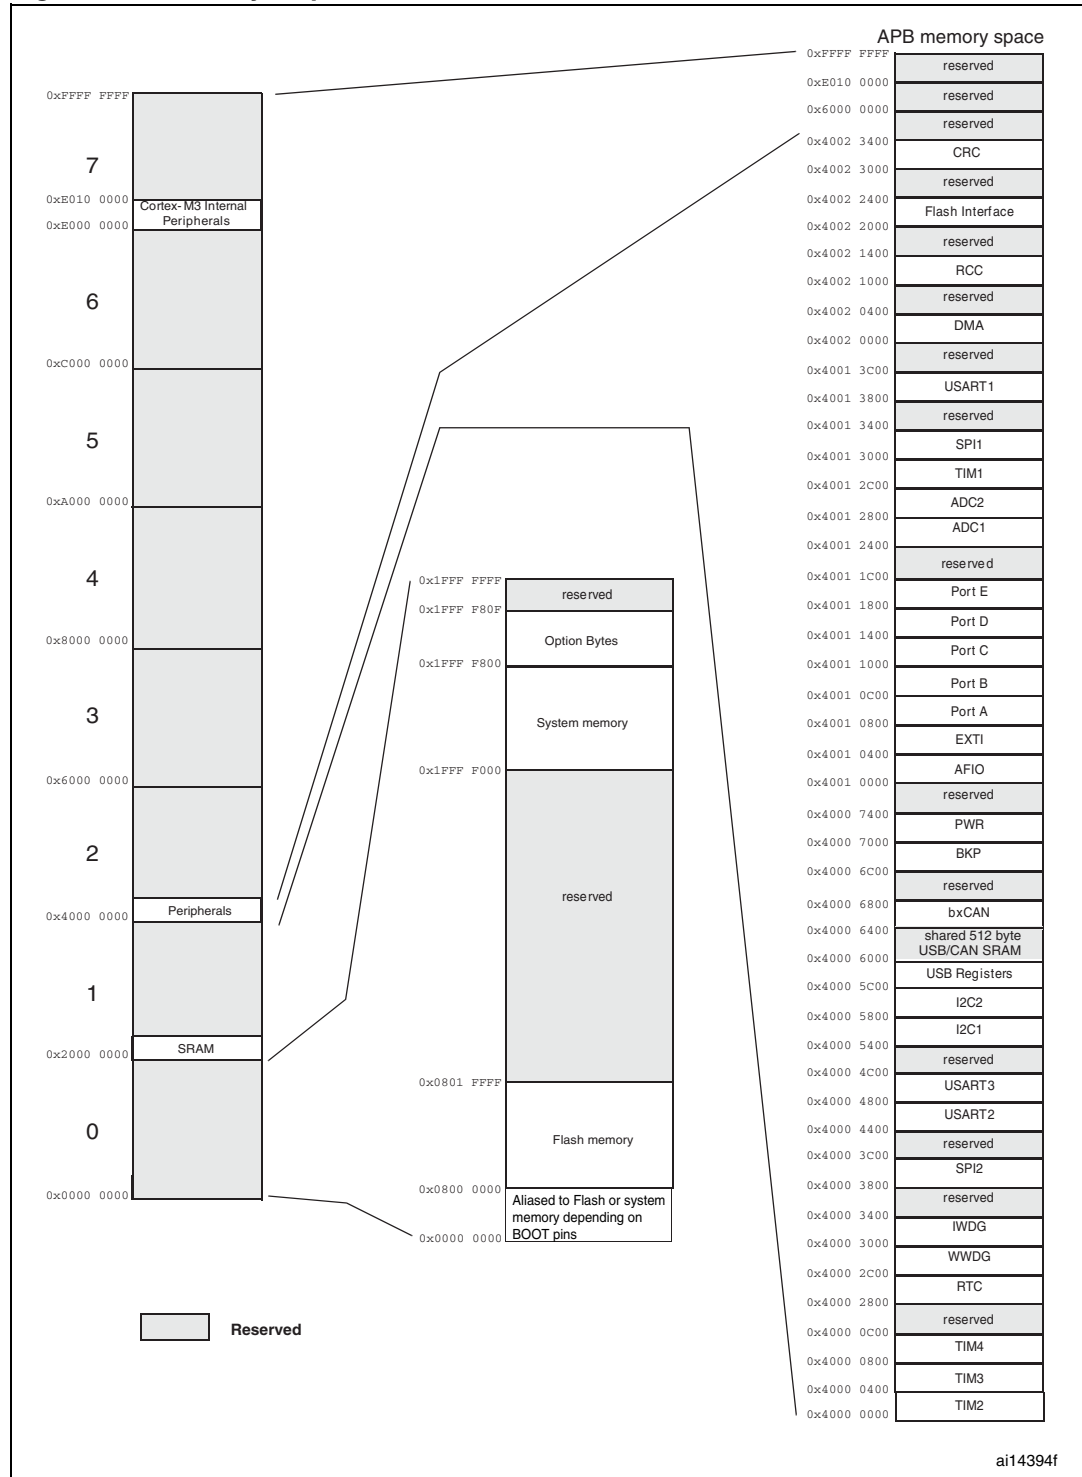 0xFFFF FFFF
7
0xE010 0000
Cortex-M3 Internal
Peripherals
0xE000 0000
6
0xC000 0000
5
0xA000 0000
4
0x8000 0000
3
0x6000 0000
2
Peripherals
0x4000 0000
1
SRAM
0x2000 0000
0
0x0000 0000
Reserved
0x1FFF FFFF
reserved
0x1FFF F80F
Option Bytes
0x1FFF F800
System memory
0x1FFF F000
reserved
0x0801 FFFF
Flash memory
0x0800 0000
Aliased to Flash or system
memory depending on
BOOT pins
0x0000 0000
APB memory space
0xFFFF FFFF
reserved
0xE010 0000
reserved
0x6000 0000
reserved
0x4002 3400
CRC
0x4002 3000
reserved
0x4002 2400
Flash Interface
0x4002 2000
reserved
0x4002 1400
RCC
0x4002 1000
reserved
0x4002 0400
DMA
0x4002 0000
reserved
0x4001 3C00
USART1
0x4001 3800
reserved
0x4001 3400
SPI1
0x4001 3000
TIM1
0x4001 2C00
ADC2
0x4001 2800
ADC1
0x4001 2400
reserved
0x4001 1C00
Port E
0x4001 1800
Port D
0x4001 1400
Port C
0x4001 1000
Port B
0x4001 0C00
Port A
0x4001 0800
EXTI
0x4001 0400
AFIO
0x4001 0000
reserved
0x4000 7400
PWR
0x4000 7000
BKP
0x4000 6C00
reserved
0x4000 6800
bxCAN
0x4000 6400
shared 512 byte
USB/CAN SRAM
0x4000 6000
USB Registers
0x4000 5C00
I2C2
0x4000 5800
I2C1
0x4000 5400
reserved
0x4000 4C00
USART3
0x4000 4800
USART2
0x4000 4400
reserved
0x4000 3C00
SPI2
0x4000 3800
reserved
0x4000 3400
IWDG
0x4000 3000
WWDG
0x4000 2C00
RTC
0x4000 2800
reserved
0x4000 0C00
TIM4
0x4000 0800
TIM3
0x4000 0400
TIM2
0x4000 0000
ai14394f